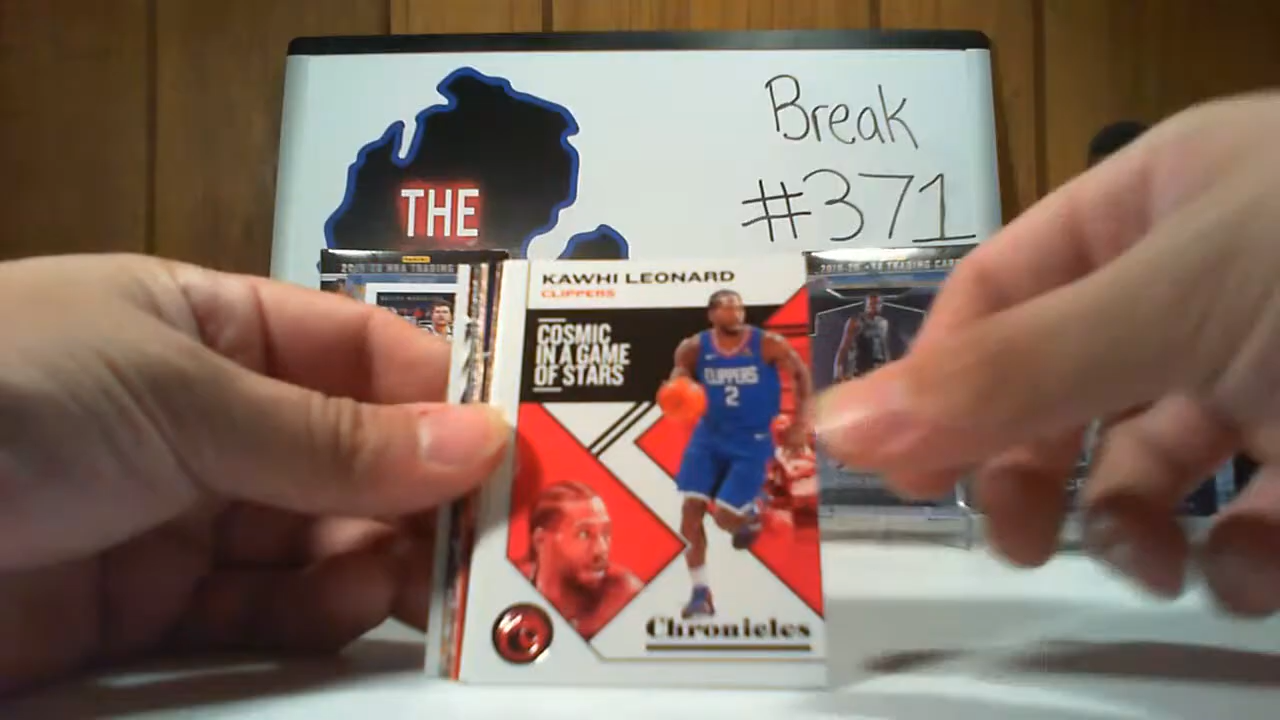 Break
#371
THE
KAWHI LEONARD
CLIPPERS
COSMIC
IN A GAME
OF STARS
CLIPPERS
2
Chronicles